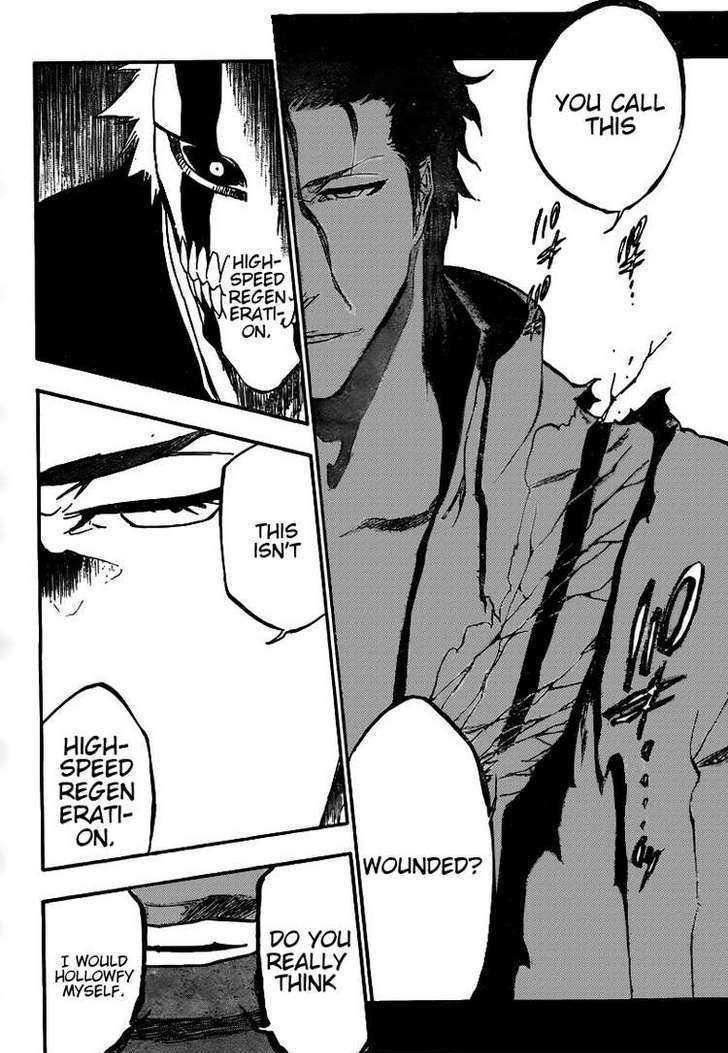 YOU CALL
THIS
WOUNDED?
HIGH-
SPEED
REGEN
ERATI-
ON.
THIS
ISN'T
HIGH-
SPEED
REGEN
ERATI-
ON.
DO YOU
REALLY
THINK
I WOULD
HOLLOWFY
MYSELF.